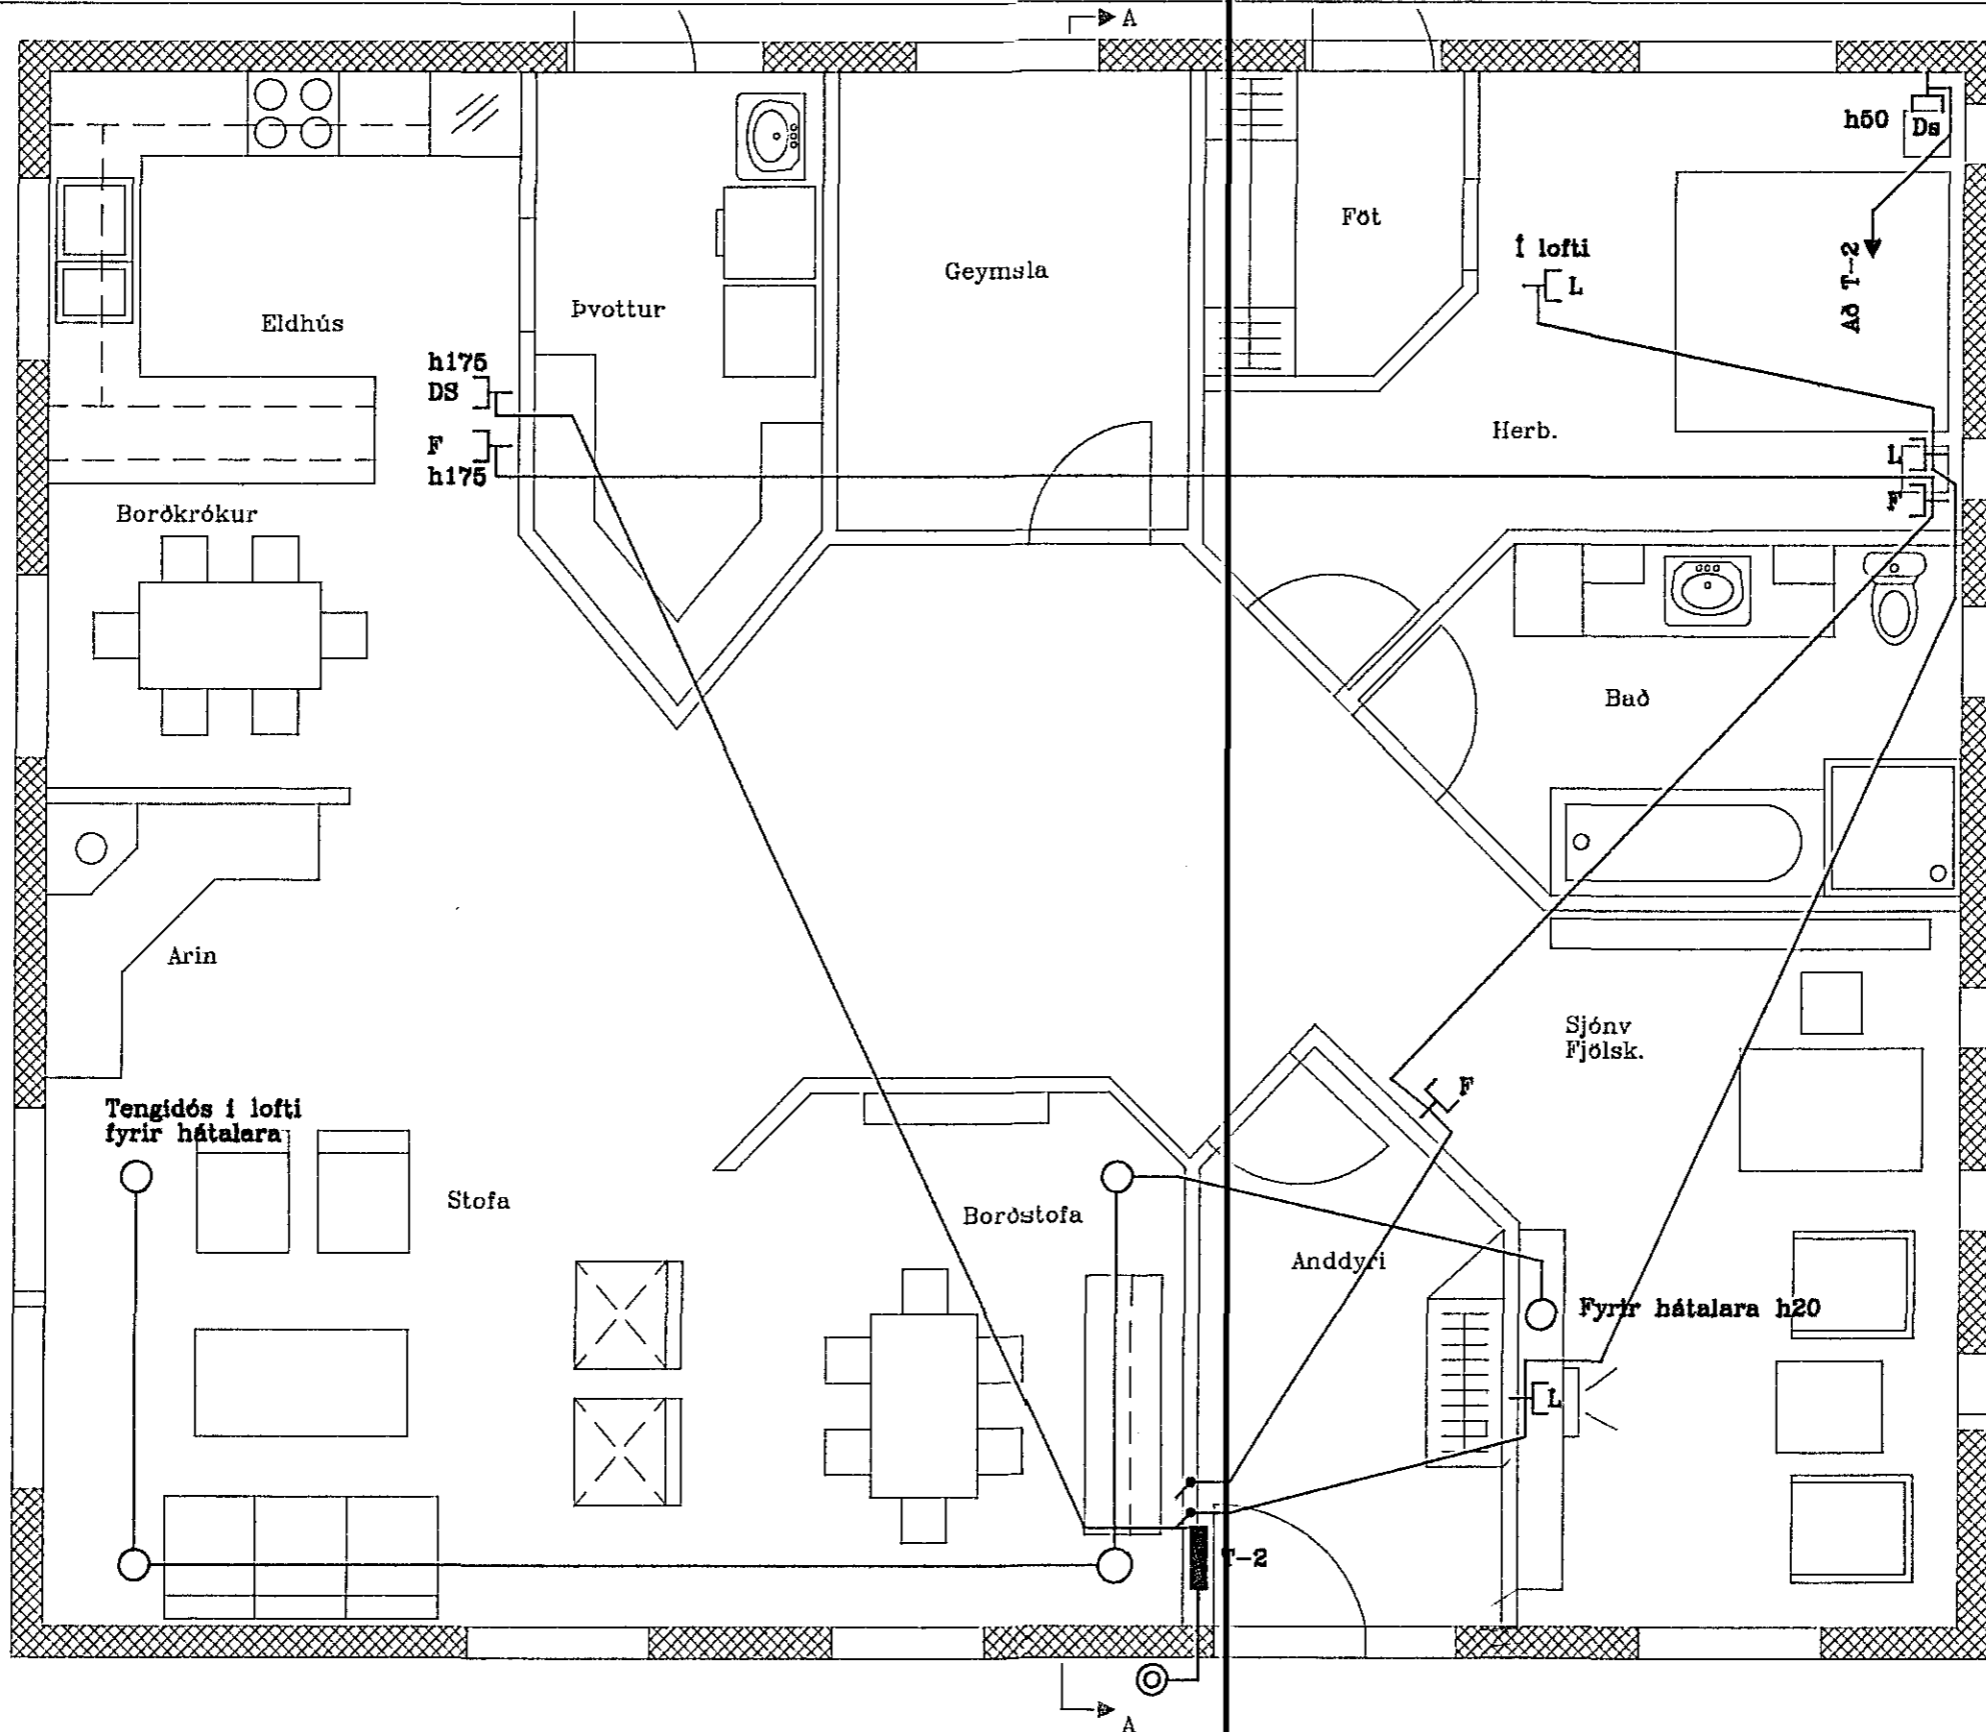 A
h50
Ds
Föt
Geymsla
í lofti
L
Að T-2
Þvottur
Eldhús
h175
DS
F
h175
Herb.
L
F
Borðkrókur
Bað
Arin
Sjónv
Fjölsk.
F
Tengidós í lofti
fyrir hátalara
Stofa
Borðstofa
Anddyri
Fyrir hátalara h20
L
T-2
A